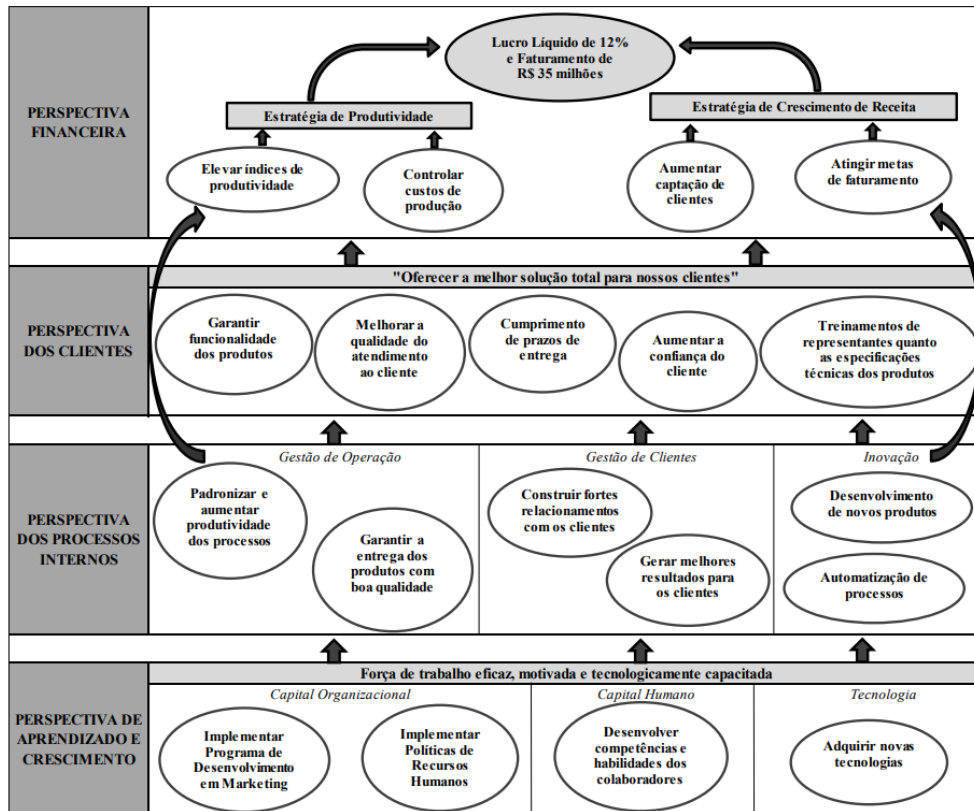 PERSPECTIVA
FINANCEIRA
Lucro Líquido de 12%
e Faturamento de
R$ 35 milhões
Estratégia de Produtividade
Estratégia de Crescimento de Receita
Elevar índices de
produtividade
Controlar
custos de
produção
Aumentar
captação de
clientes
Atingir metas
de faturamento
PERSPECTIVA
DOS CLIENTES
"Oferecer a melhor solução total para nossos clientes"
Garantir
funcionalidade
dos produtos
Melhorar a
qualidade do
atendimento
ao cliente
Cumprimento
de prazos de
entrega
Aumentar a
confiança do
cliente
Treinamentos de
representantes quanto
as especificações
técnicas dos produtos
PERSPECTIVA
DOS PROCESSOS
INTERNOS
Gestão de Operação
Padronizar e
aumentar
produtividade
dos processos
Garantir a
entrega dos
produtos com
boa qualidade
Gestão de Clientes
Construir fortes
relacionamentos
com os clientes
Gerar melhores
resultados para
os clientes
Inovação
Desenvolvimento
de novos produtos
Automatização de
processos
PERSPECTIVA DE
APRENDIZADO E
CRESCIMENTO
Força de trabalho eficaz, motivada e tecnologicamente capacitada
Capital Organizacional
Implementar
Programa de
Desenvolvimento
em Marketing
Implementar
Políticas de
Recursos
Humanos
Capital Humano
Desenvolver
competências e
habilidades dos
colaboradores
Tecnologia
Adquirir novas
tecnologias